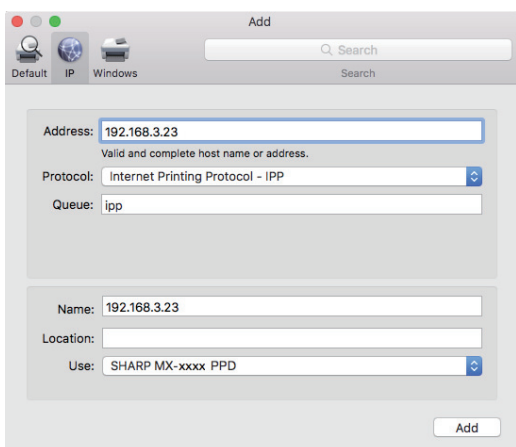 Add
Search
Default IP Windows Search
Address: 192.168.3.23
Valid and complete host name or address.
Protocol: Internet Printing Protocol - IPP
Queue: ipp
Name: 192.168.3.23
Location:
Use: SHARP MX-xxxx PPD
Add